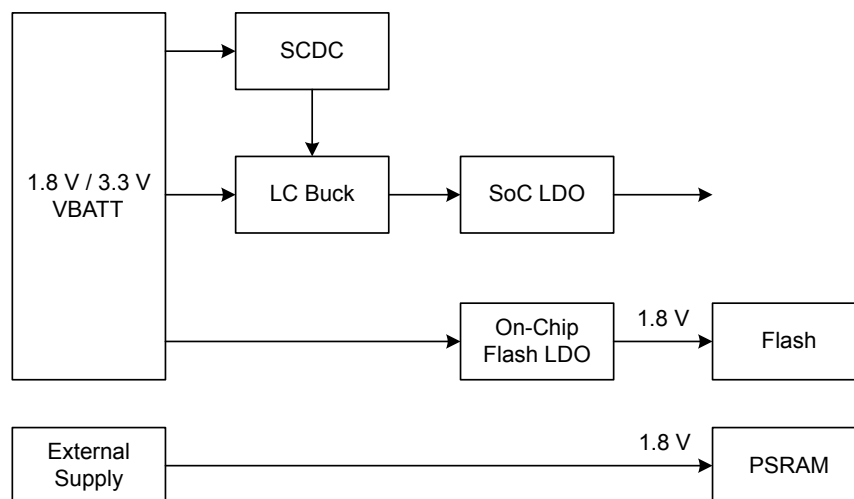 SCDC
1.8 V / 3.3 V
VBATT
LC Buck
SoC LDO
On-Chip
Flash LDO
1.8 V
Flash
External
Supply
1.8 V
PSRAM